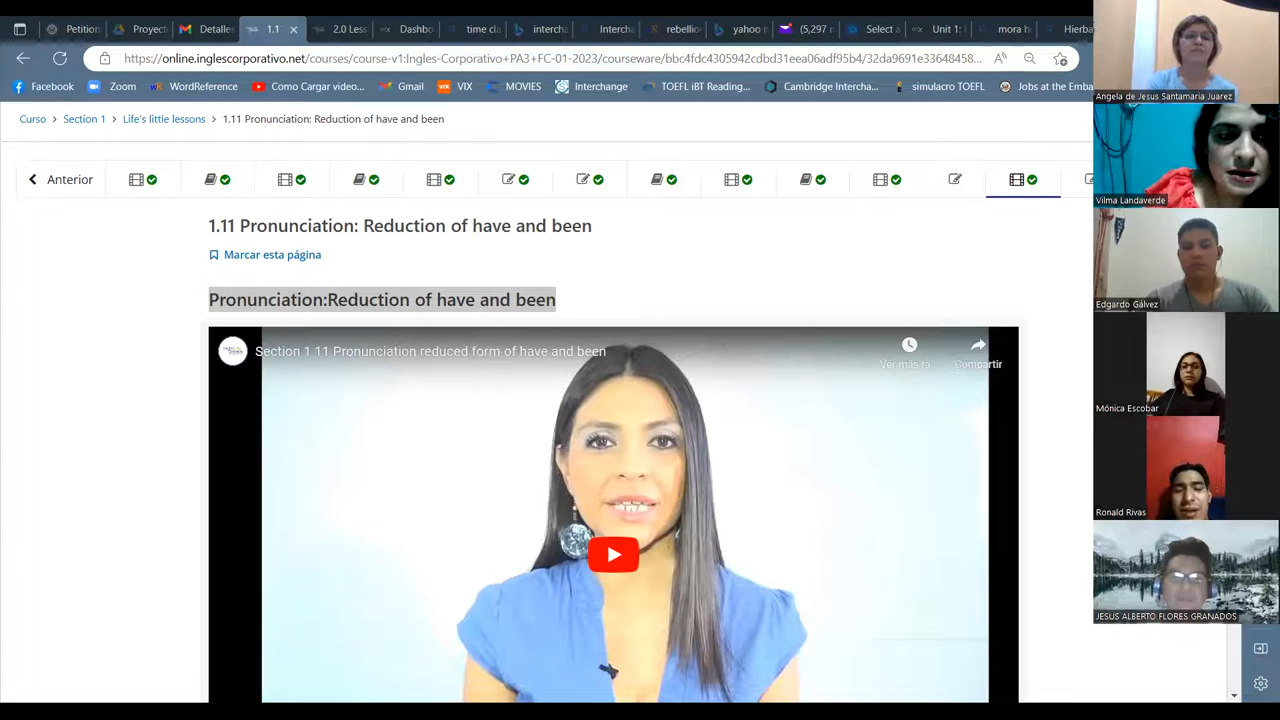 Petition
Proyect
Detalles
1.1
2.0 Less
Dashbo
time cla
intercha
Intercha
rebellio
yahoo n
(5,297
Select a
Unit 1:
mora h
Hierba
https://online.inglescorporativo.net/courses/course-v1:Ingles-Corporativo+PA3+FC-01-2023/courseware/bbc4fdc4305942cdbd31eea06adf95b4/32da9691e33648458...
Facebook
Zoom
WordReference
Como Cargar video...
Gmail
VIX
MOVIES
Interchange
TOEFL iBT Reading...
Cambridge Intercha...
simulacro TOEFL
Jobs at the Emba
Curso > Section 1 > Life's little lessons > 1.11 Pronunciation: Reduction of have and been
Anterior
1.11 Pronunciation: Reduction of have and been
Marcar esta página
Pronunciation:Reduction of have and been
Section 1 11 Pronunciation reduced form of have and been
Ver más ta
Compartir
Angela de Jesus Santamaria Juarez
Vilma Landaverde
Edgardo Gálvez
Mónica Escobar
Ronald Rivas
JESUS ALBERTO FLORES GRANADOS